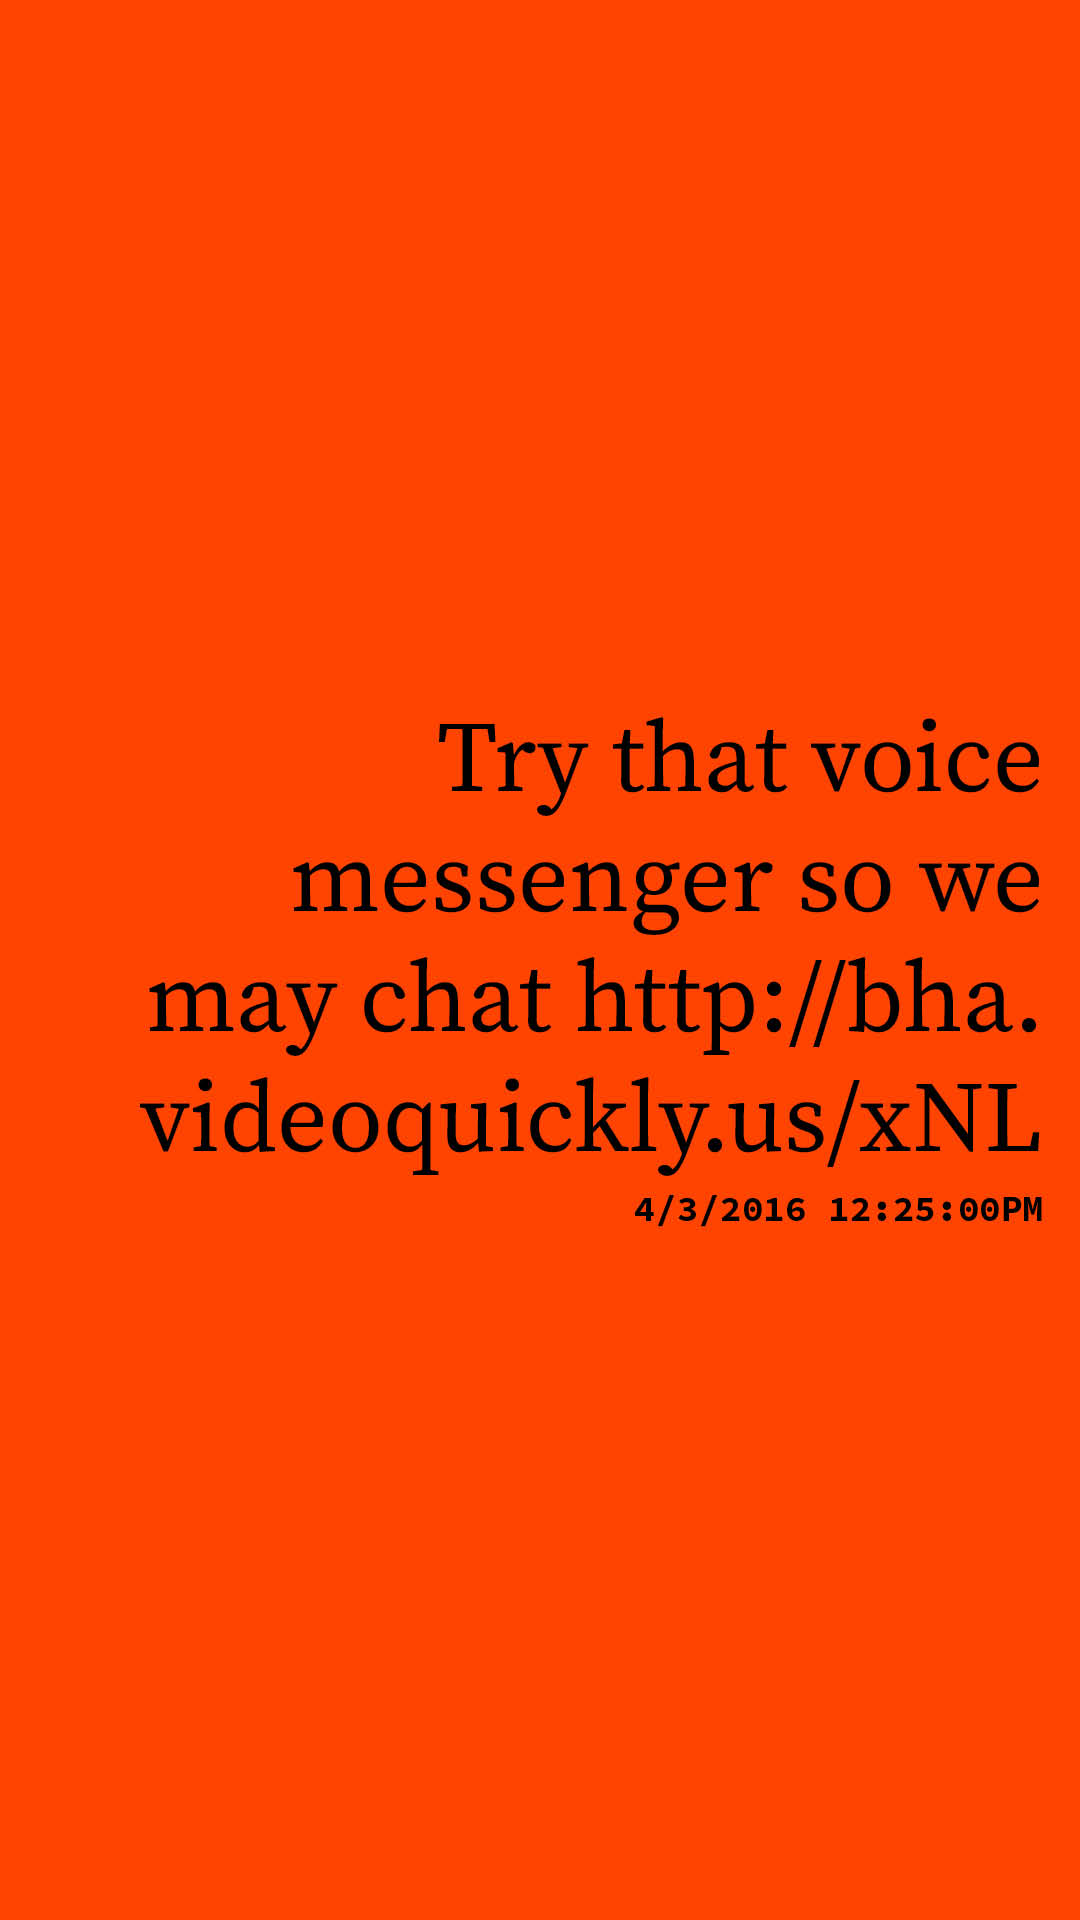 Try that voice
messenger so we
may chat http://bha.
videoquickly.us/xNL
4/3/2016 12:25:00PM